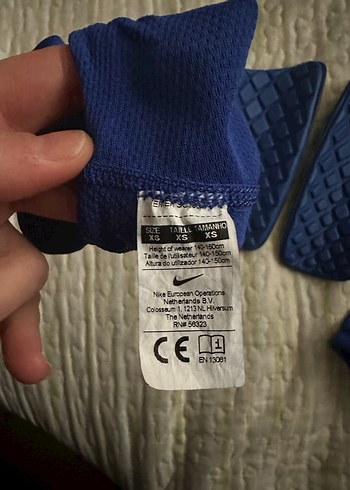 SIZE TAILLE TAMANHO
XS XS XS
Height of wearer 140-150cm
Taille de l'utilisateur 140-150cm
Altura do utilizador 140-150cm
Nike European Operations
Netherlands B.V.
Colosseum 1, 1213 NL Hilversum
The Netherlands
RN# 56323
CE i
EN 13061